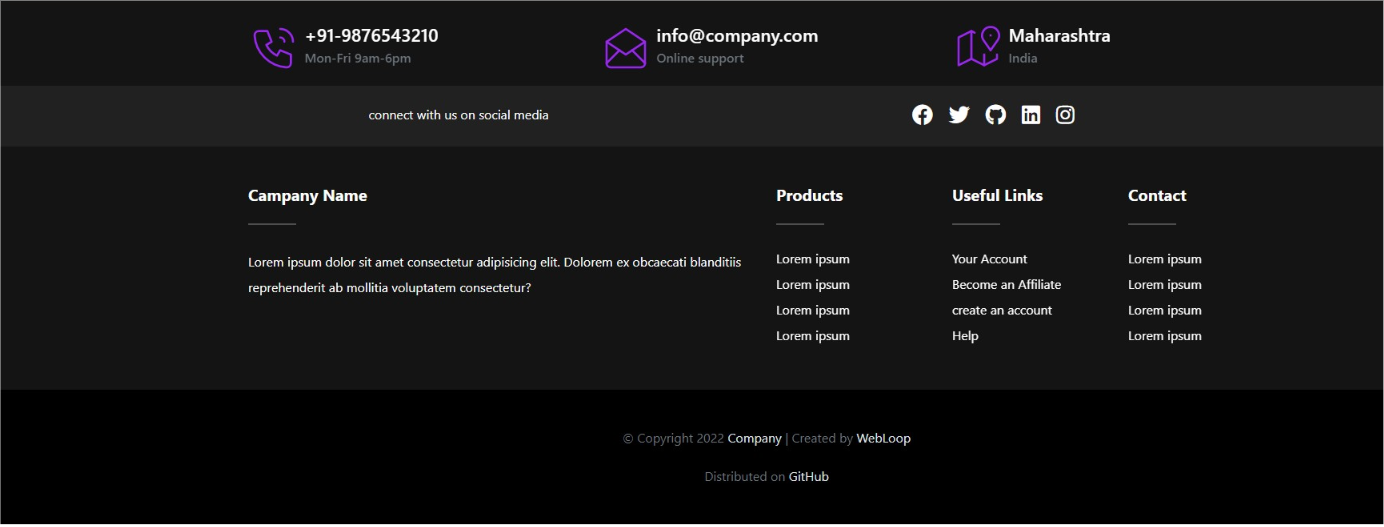 +91-9876543210
Mon-Fri 9am-6pm
info@company.com
Online support
Maharashtra
India
connect with us on social media
Campany Name
Lorem ipsum dolor sit amet consectetur adipisicing elit. Dolorem ex obcaecati blanditiis
reprehenderit ab mollitia voluptatem consectetur?
Products
Lorem ipsum
Lorem ipsum
Lorem ipsum
Lorem ipsum
Useful Links
Your Account
Become an Affiliate
create an account
Help
Contact
Lorem ipsum
Lorem ipsum
Lorem ipsum
Lorem ipsum
© Copyright 2022 Company | Created by WebLoop
Distributed on GitHub